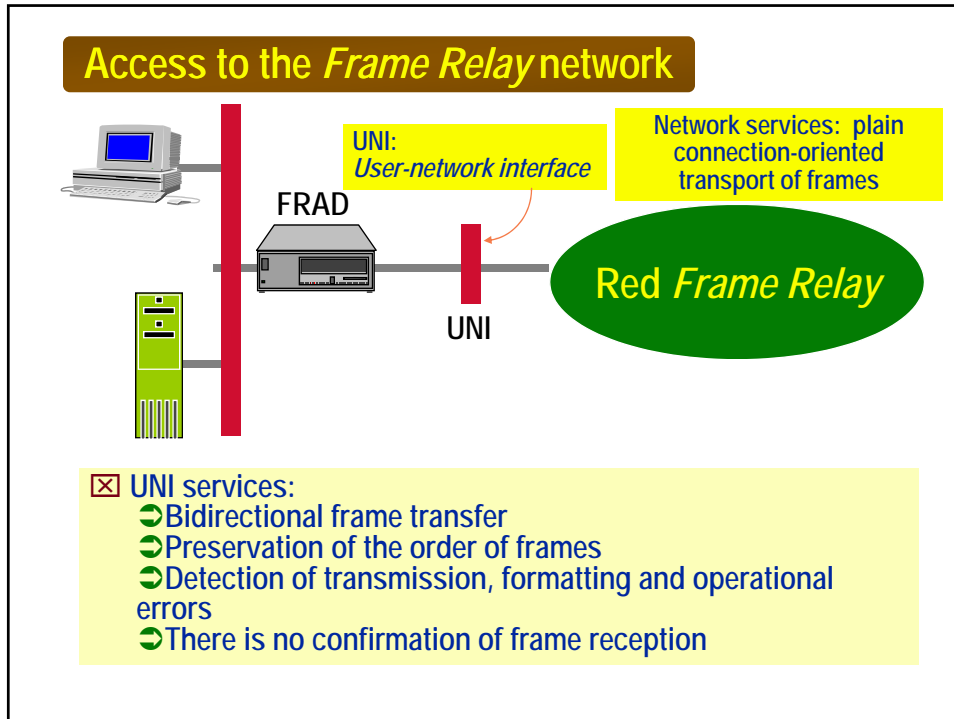 Access to the Frame Relay network
UNI:
User-network interface
Network services: plain
connection-oriented
transport of frames
FRAD
Red Frame Relay
UNI
UNI services:
Bidirectional frame transfer
Preservation of the order of frames
Detection of transmission, formatting and operational
errors
There is no confirmation of frame reception